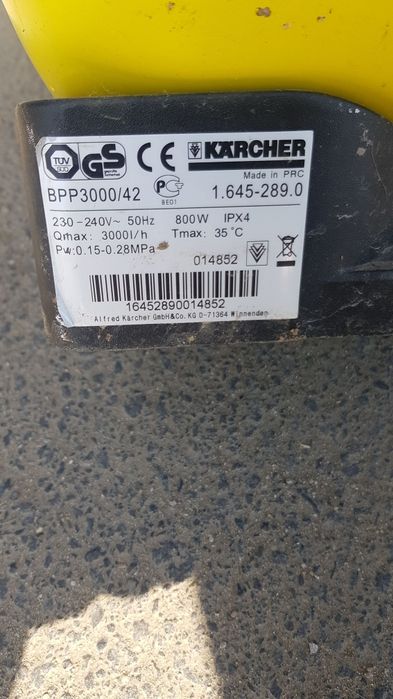 TÜV
GS
CE
KÄRCHER
Made in PRC
BPP3000/42
BE01
1.645-289.0
230-240V~ 50Hz 800W IPX4
Qmax: 3000l/h Tmax: 35°C
Pw:0.15-0.28MPa
014852
16452890014852
Alfred Kärcher GmbH&Co. KG D-71364 Winnenden